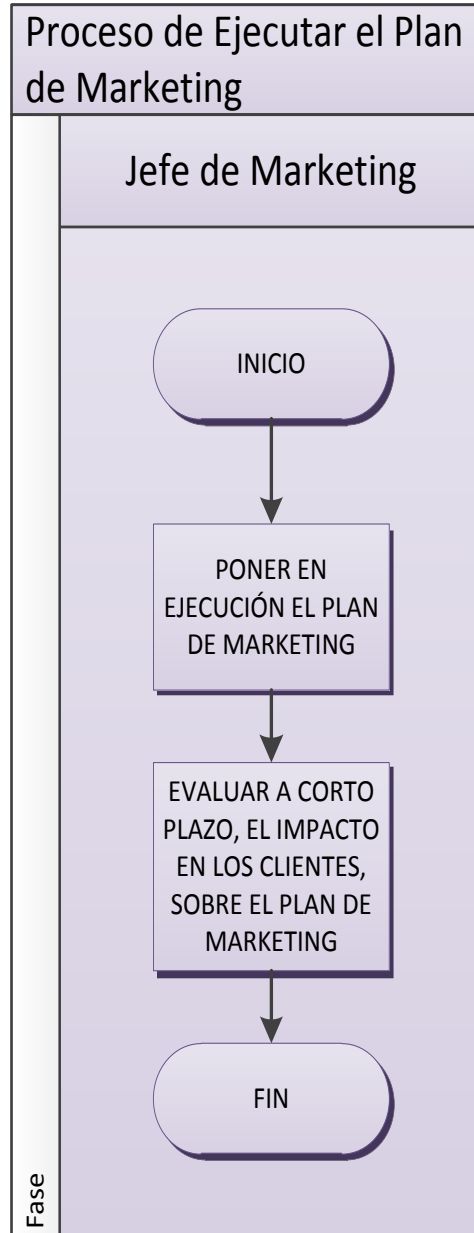 Proceso de Ejecutar el Plan
de Marketing
Jefe de Marketing
INICIO
PONER EN
EJECUCIÓN EL PLAN
DE MARKETING
EVALUAR A CORTO
PLAZO, EL IMPACTO
EN LOS CLIENTES,
SOBRE EL PLAN DE
MARKETING
FIN
Fase